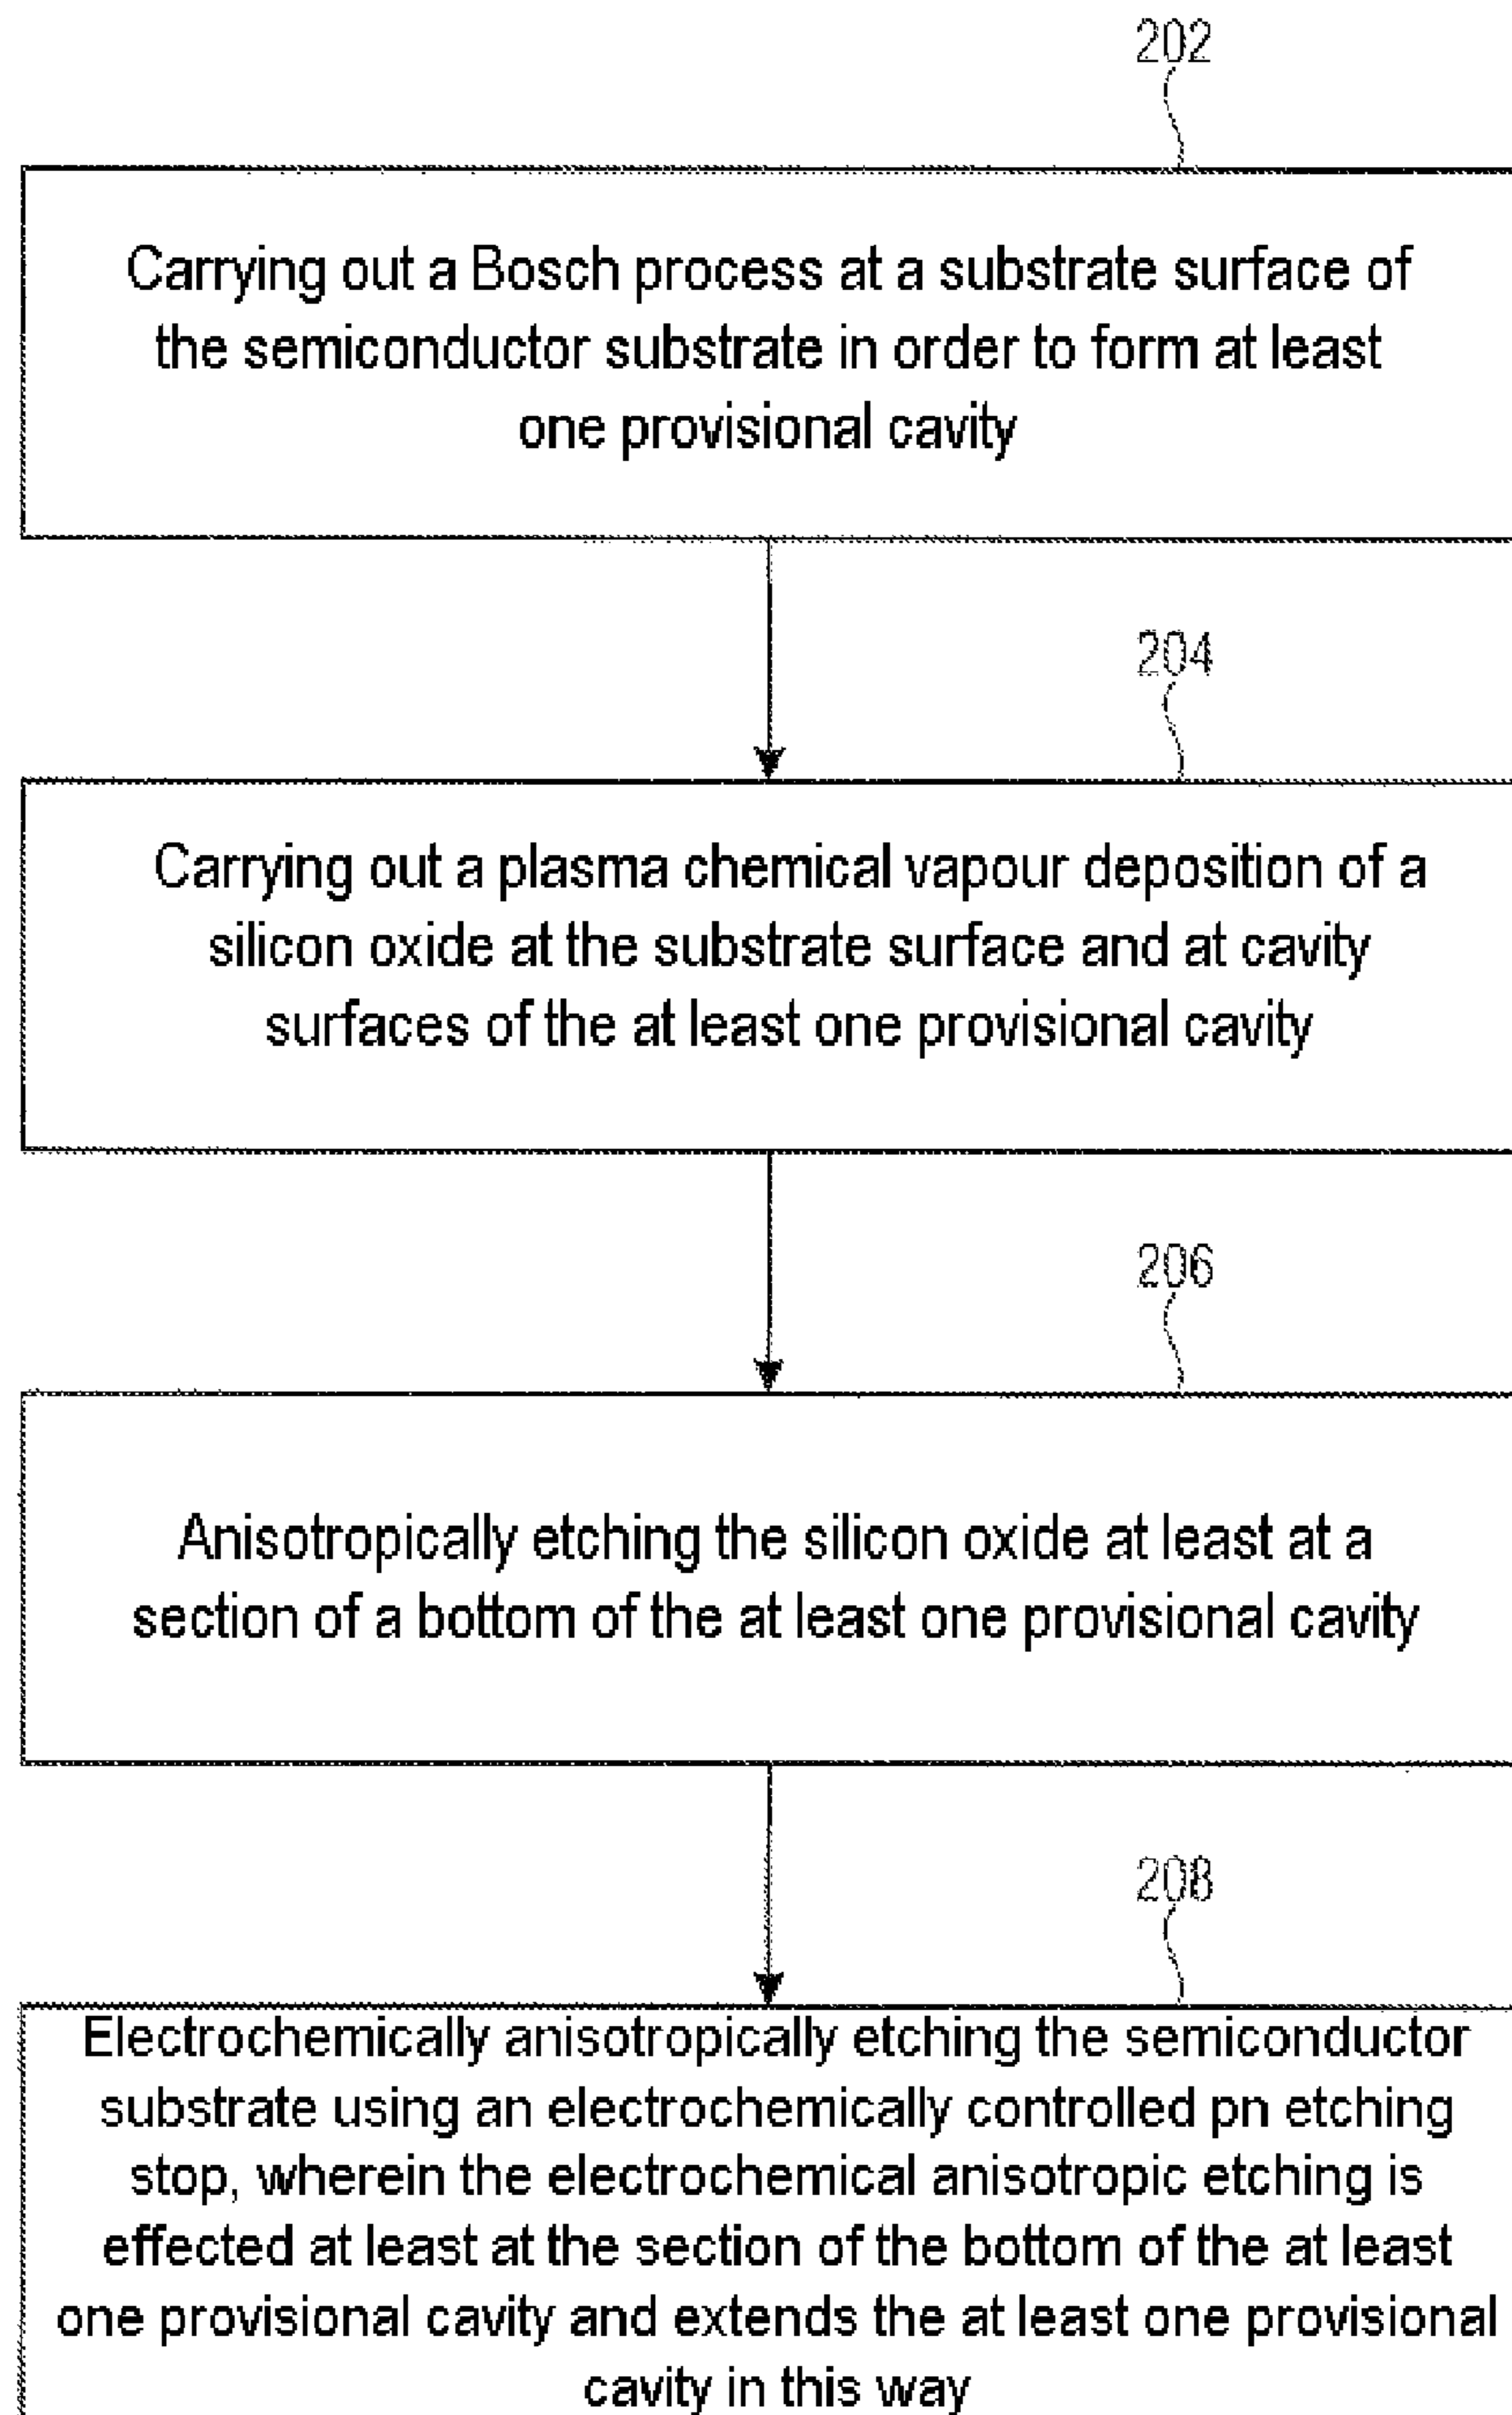 202
Carrying out a Bosch process at a substrate surface of
the semiconductor substrate in order to form at least
one provisional cavity
204
Carrying out a plasma chemical vapour deposition of a
silicon oxide at the substrate surface and at cavity
surfaces of the at least one provisional cavity
206
Anisotropically etching the silicon oxide at least at a
section of a bottom of the at least one provisional cavity
208
Electrochemically anisotropically etching the semiconductor
substrate using an electrochemically controlled pn etching
stop, wherein the electrochemical anisotropic etching is
effected at least at the section of the bottom of the at least
one provisional cavity and extends the at least one provisional
cavity in this way